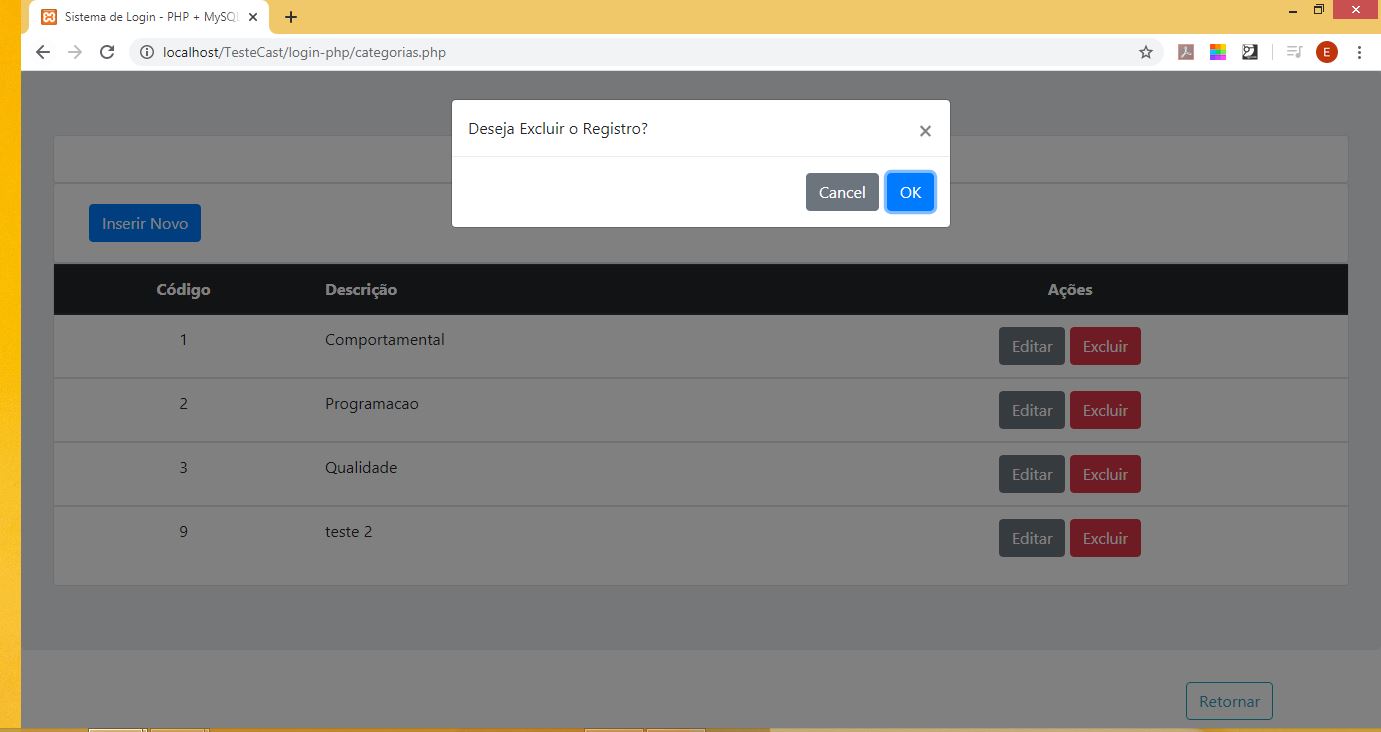 Sistema de Login - PHP + MySQ
localhost/TesteCast/login-php/categorias.php
E
Deseja Excluir o Registro?
Cancel OK
Inserir Novo
Código Descrição Ações
1 Comportamental Editar Excluir
2 Programacao Editar Excluir
3 Qualidade Editar Excluir
9 teste 2 Editar Excluir
Retornar